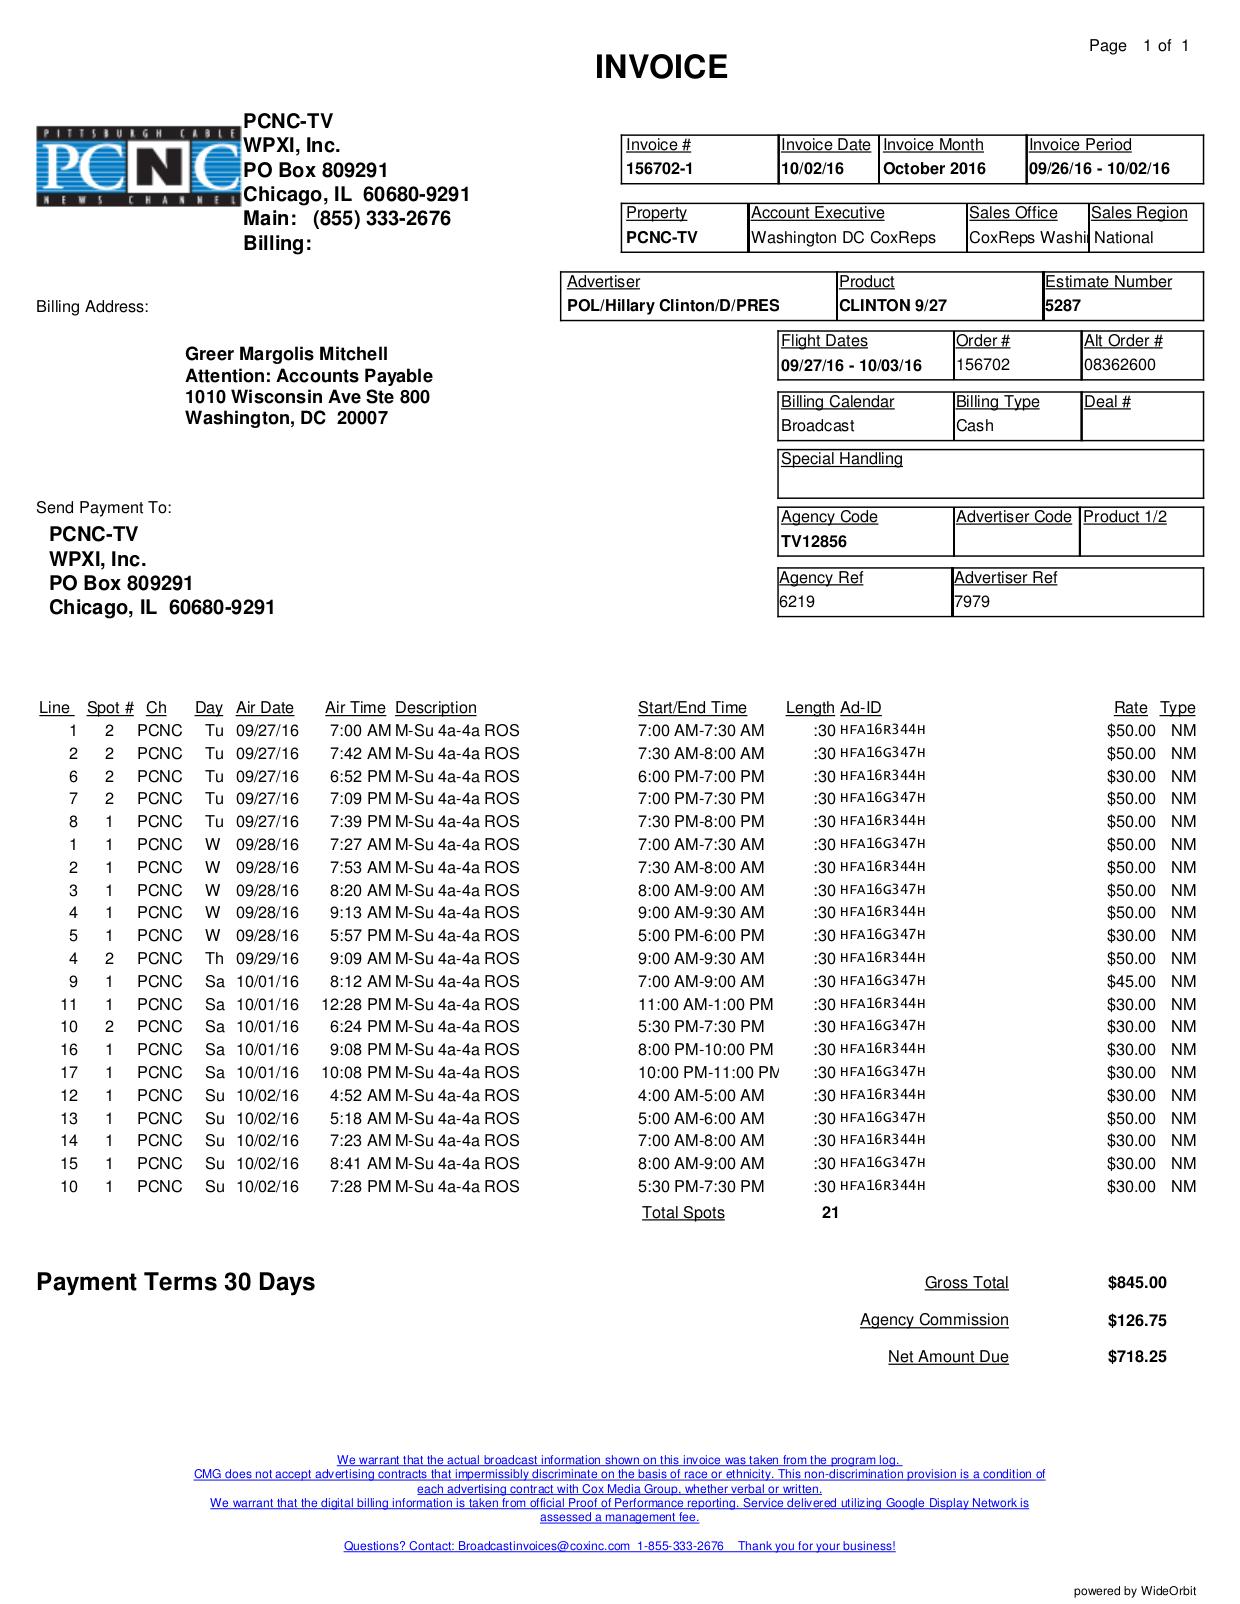 Page 1 of 1
INVOICE
PITTSBURGH CABLE
PCNC
NEWS CHANNEL
PCNC-TV
WPXI, Inc.
PO Box 809291
Chicago, IL 60680-9291
Main: (855) 333-2676
Billing:
Invoice # Invoice Date Invoice Month Invoice Period
156702-1 10/02/16 October 2016 09/26/16 - 10/02/16
Property Account Executive Sales Office Sales Region
PCNC-TV Washington DC CoxReps CoxReps Washi National
Advertiser Product Estimate Number
POL/Hillary Clinton/D/PRES CLINTON 9/27 5287
Billing Address:
Greer Margolis Mitchell
Attention: Accounts Payable
1010 Wisconsin Ave Ste 800
Washington, DC 20007
Flight Dates Order # Alt Order #
09/27/16 - 10/03/16 156702 08362600
Billing Calendar Billing Type Deal #
Broadcast Cash
Special Handling
Send Payment To:
PCNC-TV
WPXI, Inc.
PO Box 809291
Chicago, IL 60680-9291
Agency Code Advertiser Code Product 1/2
TV12856
Agency Ref Advertiser Ref
6219 7979
Line Spot # Ch Day Air Date Air Time Description Start/End Time Length Ad-ID Rate Type
1 2 PCNC Tu 09/27/16 7:00 AM M-Su 4a-4a ROS 7:00 AM-7:30 AM :30 HFA16R344H $50.00 NM
2 2 PCNC Tu 09/27/16 7:42 AM M-Su 4a-4a ROS 7:30 AM-8:00 AM :30 HFA16G347H $50.00 NM
6 2 PCNC Tu 09/27/16 6:52 PM M-Su 4a-4a ROS 6:00 PM-7:00 PM :30 HFA16R344H $30.00 NM
7 2 PCNC Tu 09/27/16 7:09 PM M-Su 4a-4a ROS 7:00 PM-7:30 PM :30 HFA16G347H $50.00 NM
8 1 PCNC Tu 09/27/16 7:39 PM M-Su 4a-4a ROS 7:30 PM-8:00 PM :30 HFA16R344H $50.00 NM
1 1 PCNC W 09/28/16 7:27 AM M-Su 4a-4a ROS 7:00 AM-7:30 AM :30 HFA16G347H $50.00 NM
2 1 PCNC W 09/28/16 7:53 AM M-Su 4a-4a ROS 7:30 AM-8:00 AM :30 HFA16R344H $50.00 NM
3 1 PCNC W 09/28/16 8:20 AM M-Su 4a-4a ROS 8:00 AM-9:00 AM :30 HFA16G347H $50.00 NM
4 1 PCNC W 09/28/16 9:13 AM M-Su 4a-4a ROS 9:00 AM-9:30 AM :30 HFA16R344H $50.00 NM
5 1 PCNC W 09/28/16 5:57 PM M-Su 4a-4a ROS 5:00 PM-6:00 PM :30 HFA16G347H $30.00 NM
4 2 PCNC Th 09/29/16 9:09 AM M-Su 4a-4a ROS 9:00 AM-9:30 AM :30 HFA16R344H $50.00 NM
9 1 PCNC Sa 10/01/16 8:12 AM M-Su 4a-4a ROS 7:00 AM-9:00 AM :30 HFA16G347H $45.00 NM
11 1 PCNC Sa 10/01/16 12:28 PM M-Su 4a-4a ROS 11:00 AM-1:00 PM :30 HFA16R344H $30.00 NM
10 2 PCNC Sa 10/01/16 6:24 PM M-Su 4a-4a ROS 5:30 PM-7:30 PM :30 HFA16G347H $30.00 NM
16 1 PCNC Sa 10/01/16 9:08 PM M-Su 4a-4a ROS 8:00 PM-10:00 PM :30 HFA16R344H $30.00 NM
17 1 PCNC Sa 10/01/16 10:08 PM M-Su 4a-4a ROS 10:00 PM-11:00 PM :30 HFA16G347H $30.00 NM
12 1 PCNC Su 10/02/16 4:52 AM M-Su 4a-4a ROS 4:00 AM-5:00 AM :30 HFA16R344H $30.00 NM
13 1 PCNC Su 10/02/16 5:18 AM M-Su 4a-4a ROS 5:00 AM-6:00 AM :30 HFA16G347H $50.00 NM
14 1 PCNC Su 10/02/16 7:23 AM M-Su 4a-4a ROS 7:00 AM-8:00 AM :30 HFA16R344H $30.00 NM
15 1 PCNC Su 10/02/16 8:41 AM M-Su 4a-4a ROS 8:00 AM-9:00 AM :30 HFA16G347H $30.00 NM
10 1 PCNC Su 10/02/16 7:28 PM M-Su 4a-4a ROS 5:30 PM-7:30 PM :30 HFA16R344H $30.00 NM
Total Spots 21
Payment Terms 30 Days
Gross Total $845.00
Agency Commission $126.75
Net Amount Due $718.25
We warrant that the actual broadcast information shown on this invoice was taken from the program log.
CMG does not accept advertising contracts that impermissibly discriminate on the basis of race or ethnicity. This non-discrimination provision is a condition of
each advertising contract with Cox Media Group, whether verbal or written.
We warrant that the digital billing information is taken from official Proof of Performance reporting. Service delivered utilizing Google Display Network is
assessed a management fee.
Questions? Contact: Broadcastinvoices@coxinc.com 1-855-333-2676 Thank you for your business!
powered by WideOrbit